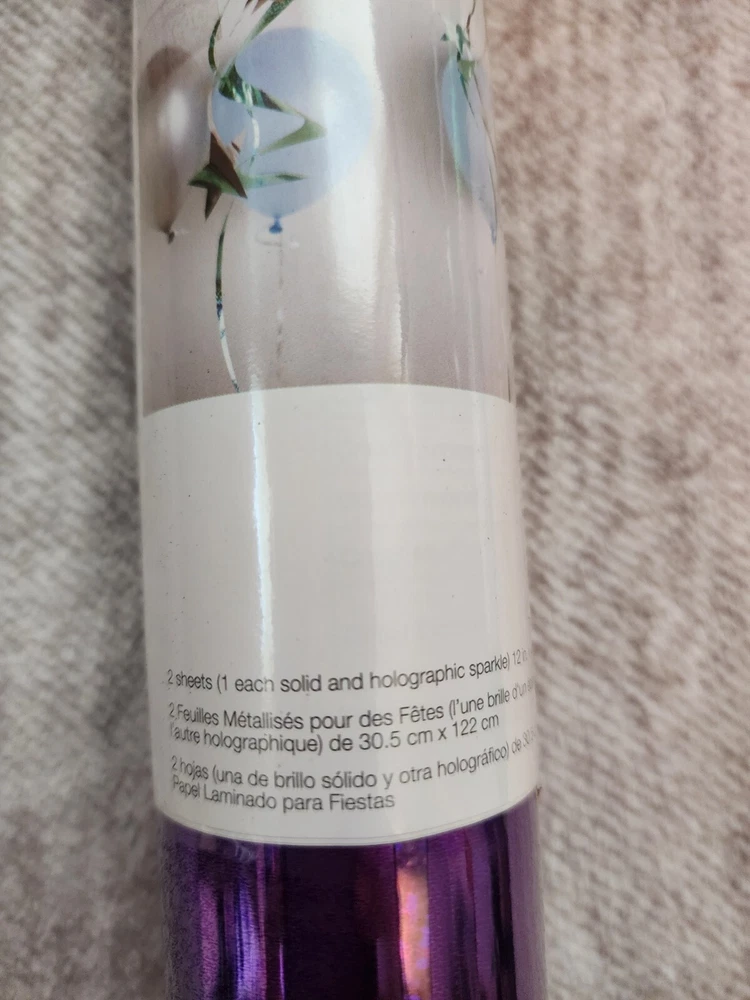 2 sheets (1 each solid and holographic sparkle) 12 in
2 Feuilles Métallisés pour des Fêtes (l'une brille d'un
l'autre holographique) de 30.5 cm x 122 cm
2 hojas (una de brillo sólido y otra holográfico) de
Papel Laminado para Fiestas